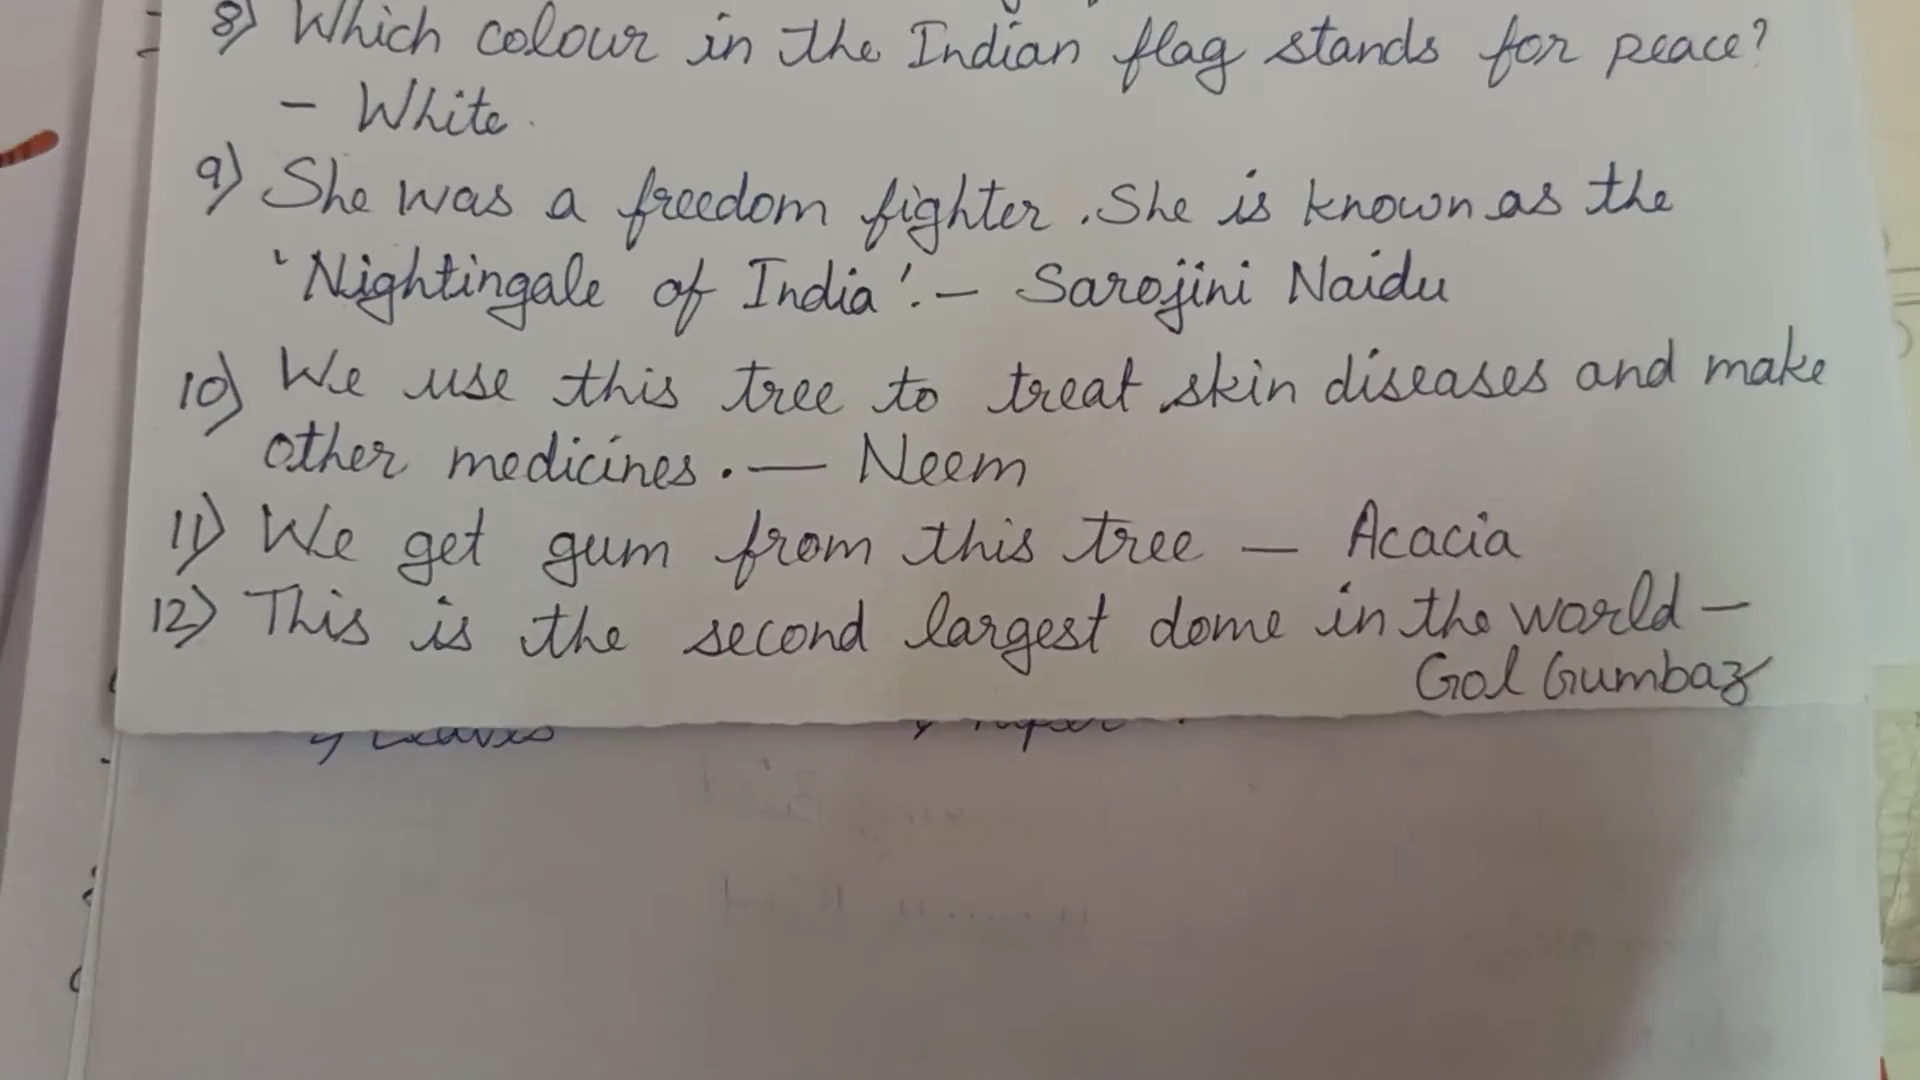 8) Which colour in the Indian flag stands for peace?
- White.
9) She was a freedom fighter. She is known as the
'Nightingale of India'. - Sarojini Naidu
10) We use this tree to treat skin diseases and make
other medicines. - Neem
11) We get gum from this tree - Acacia
12) This is the second largest dome in the world -
Gol Gumbaz